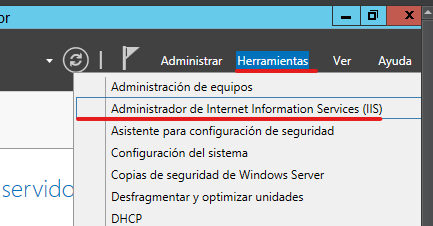 or
Administrar Herramientas Ver Ayuda
Administración de equipos
Administrador de Internet Information Services (IIS)
Asistente para configuración de seguridad
Configuración del sistema
servido
Copias de seguridad de Windows Server
Desfragmentar y optimizar unidades
DHCP